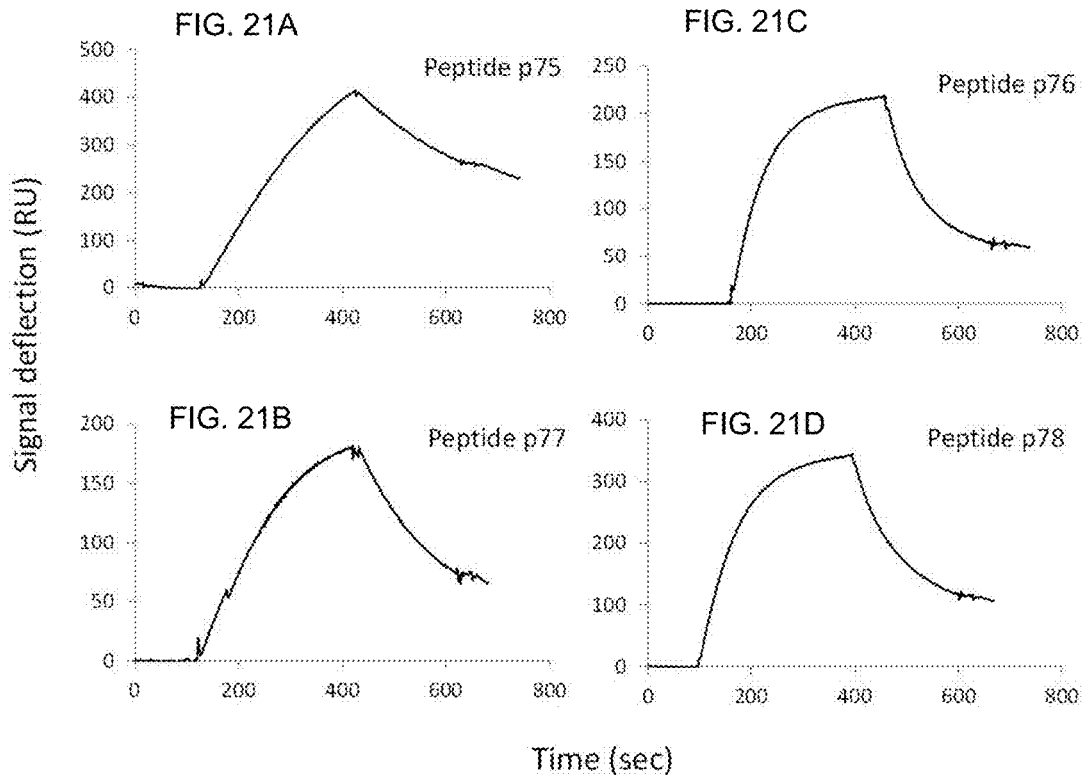 FIG. 21A
Peptide p75
500
400
300
200
100
0
0 200 400 600 800
FIG. 21C
Peptide p76
250
200
150
100
50
0
0 200 400 600 800
Signal deflection (RU)
FIG. 21B
Peptide p77
200
150
100
50
0
0 200 400 600 800
FIG. 21D
Peptide p78
400
300
200
100
0
0 200 400 600 800
Time (sec)